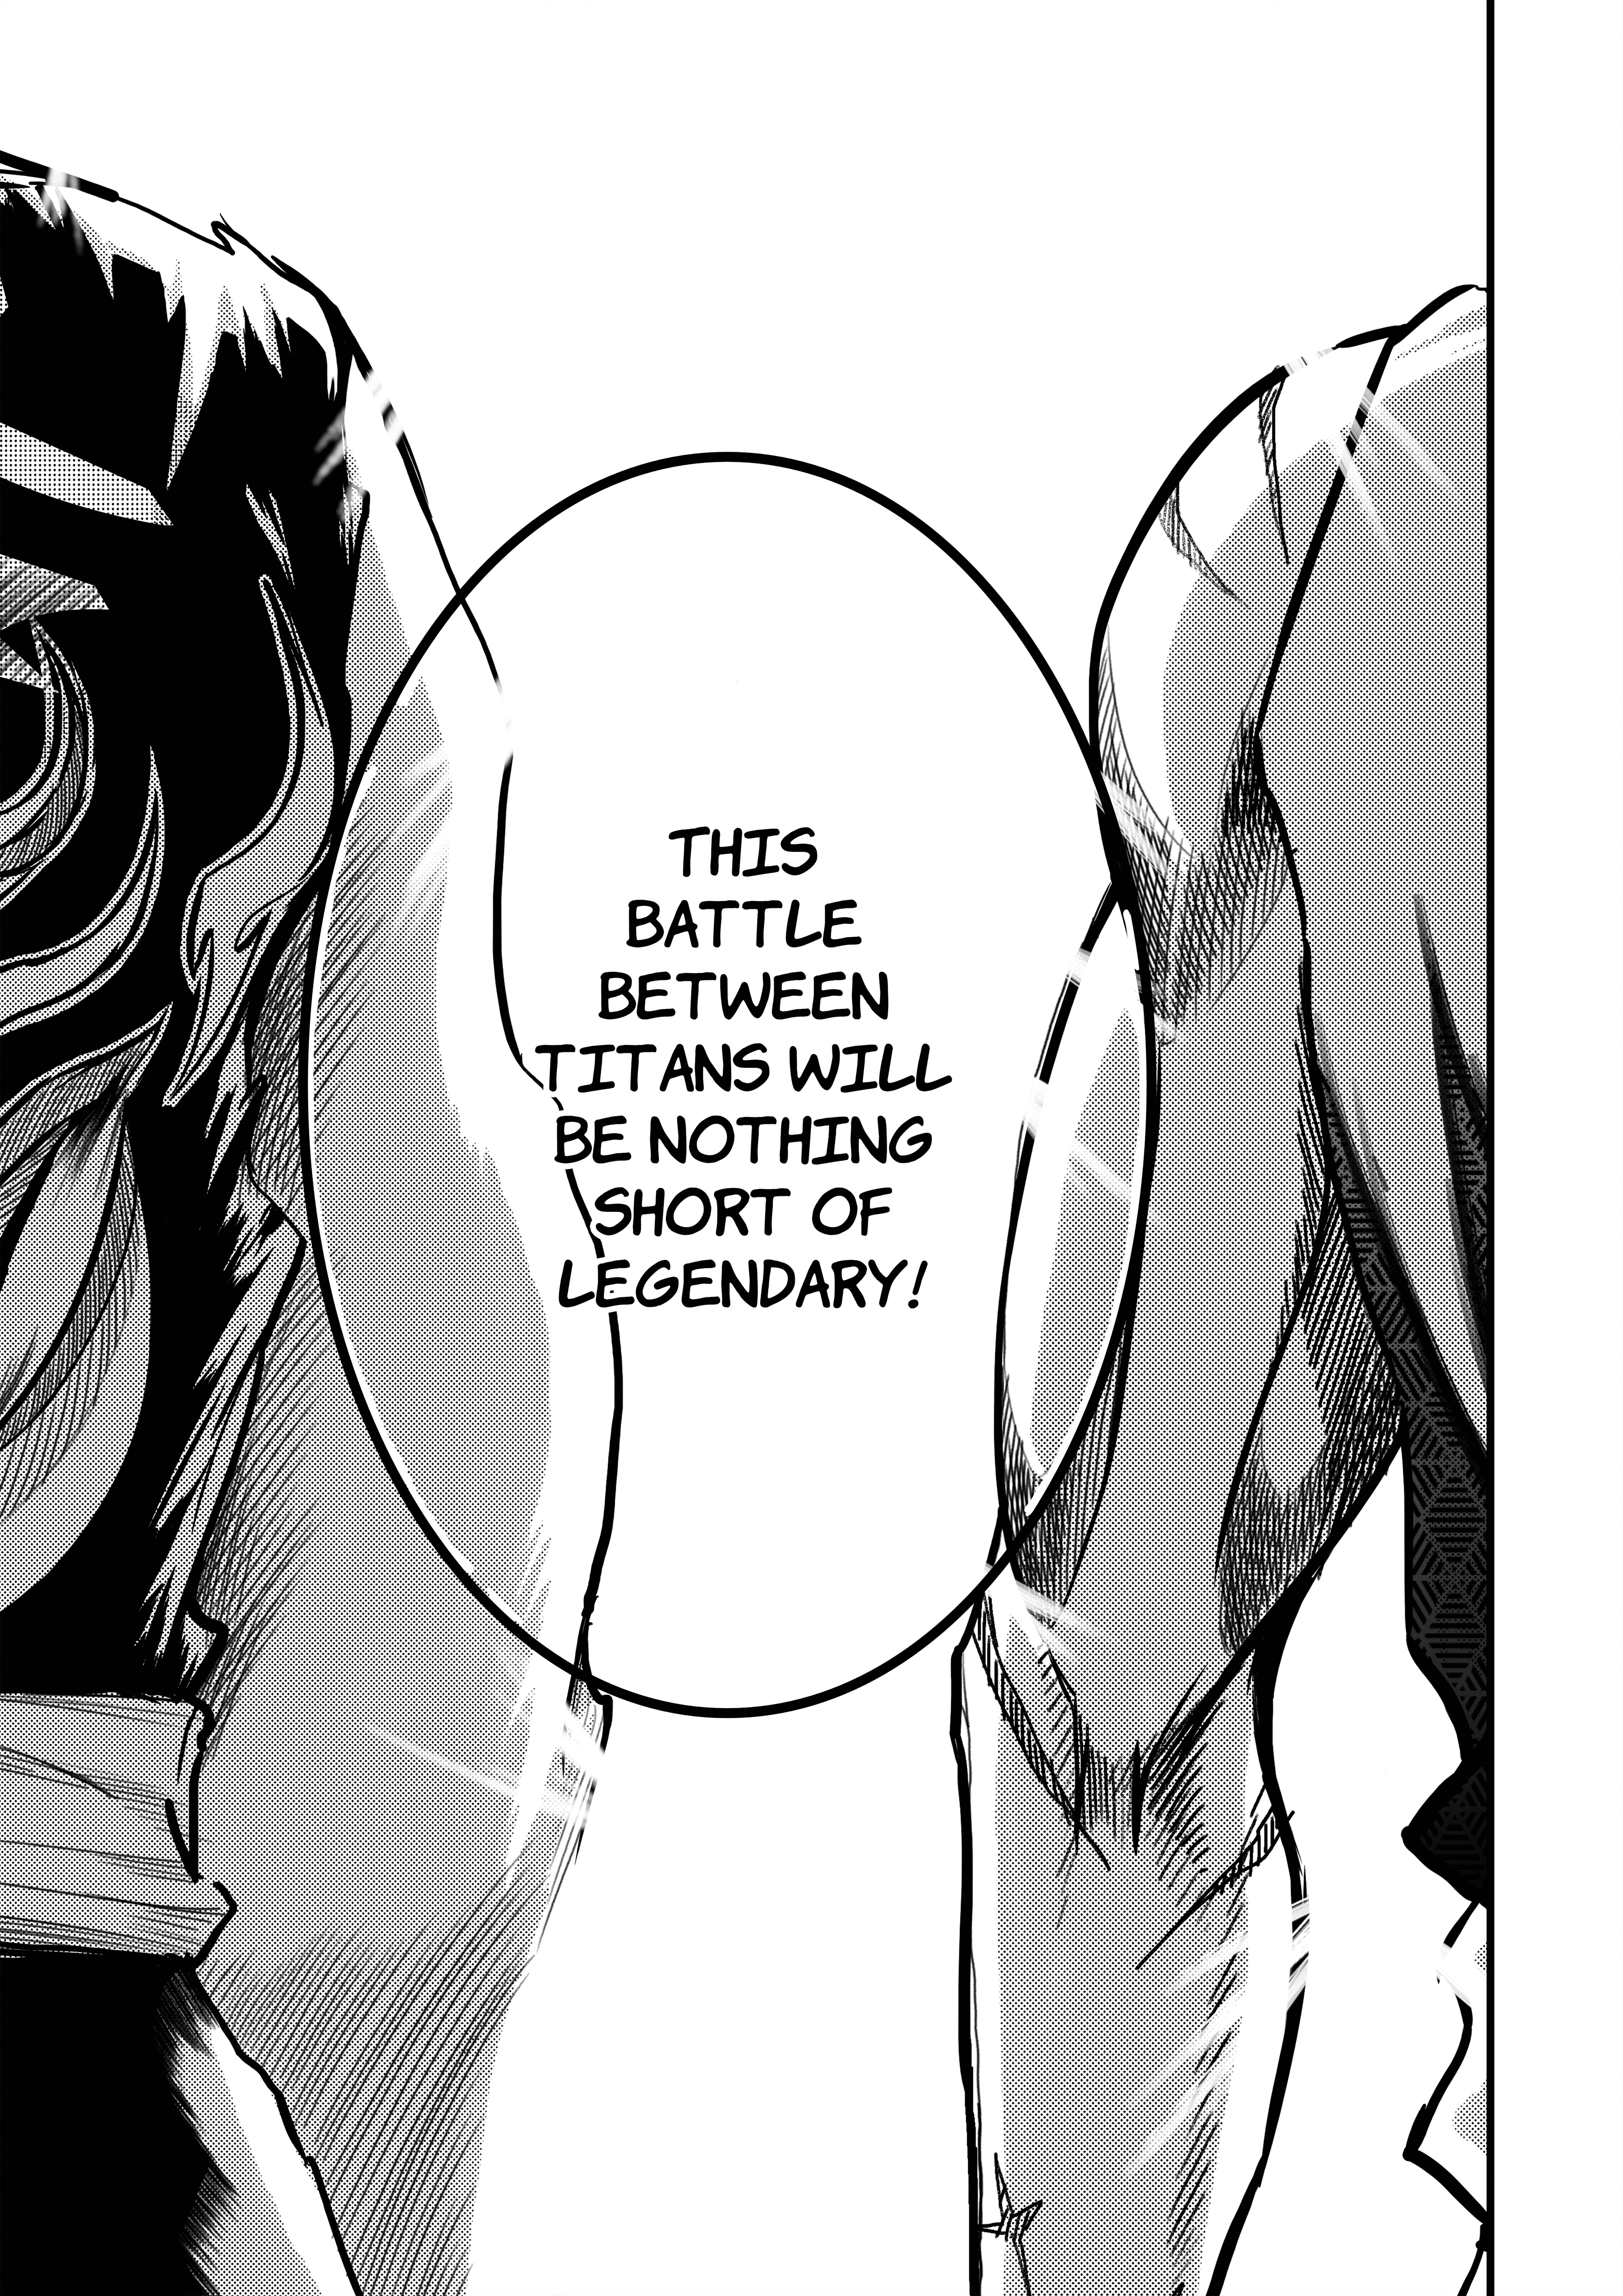 THIS
BATTLE
BETWEEN
TITANS WILL
BE NOTHING
SHORT OF
LEGENDARY!